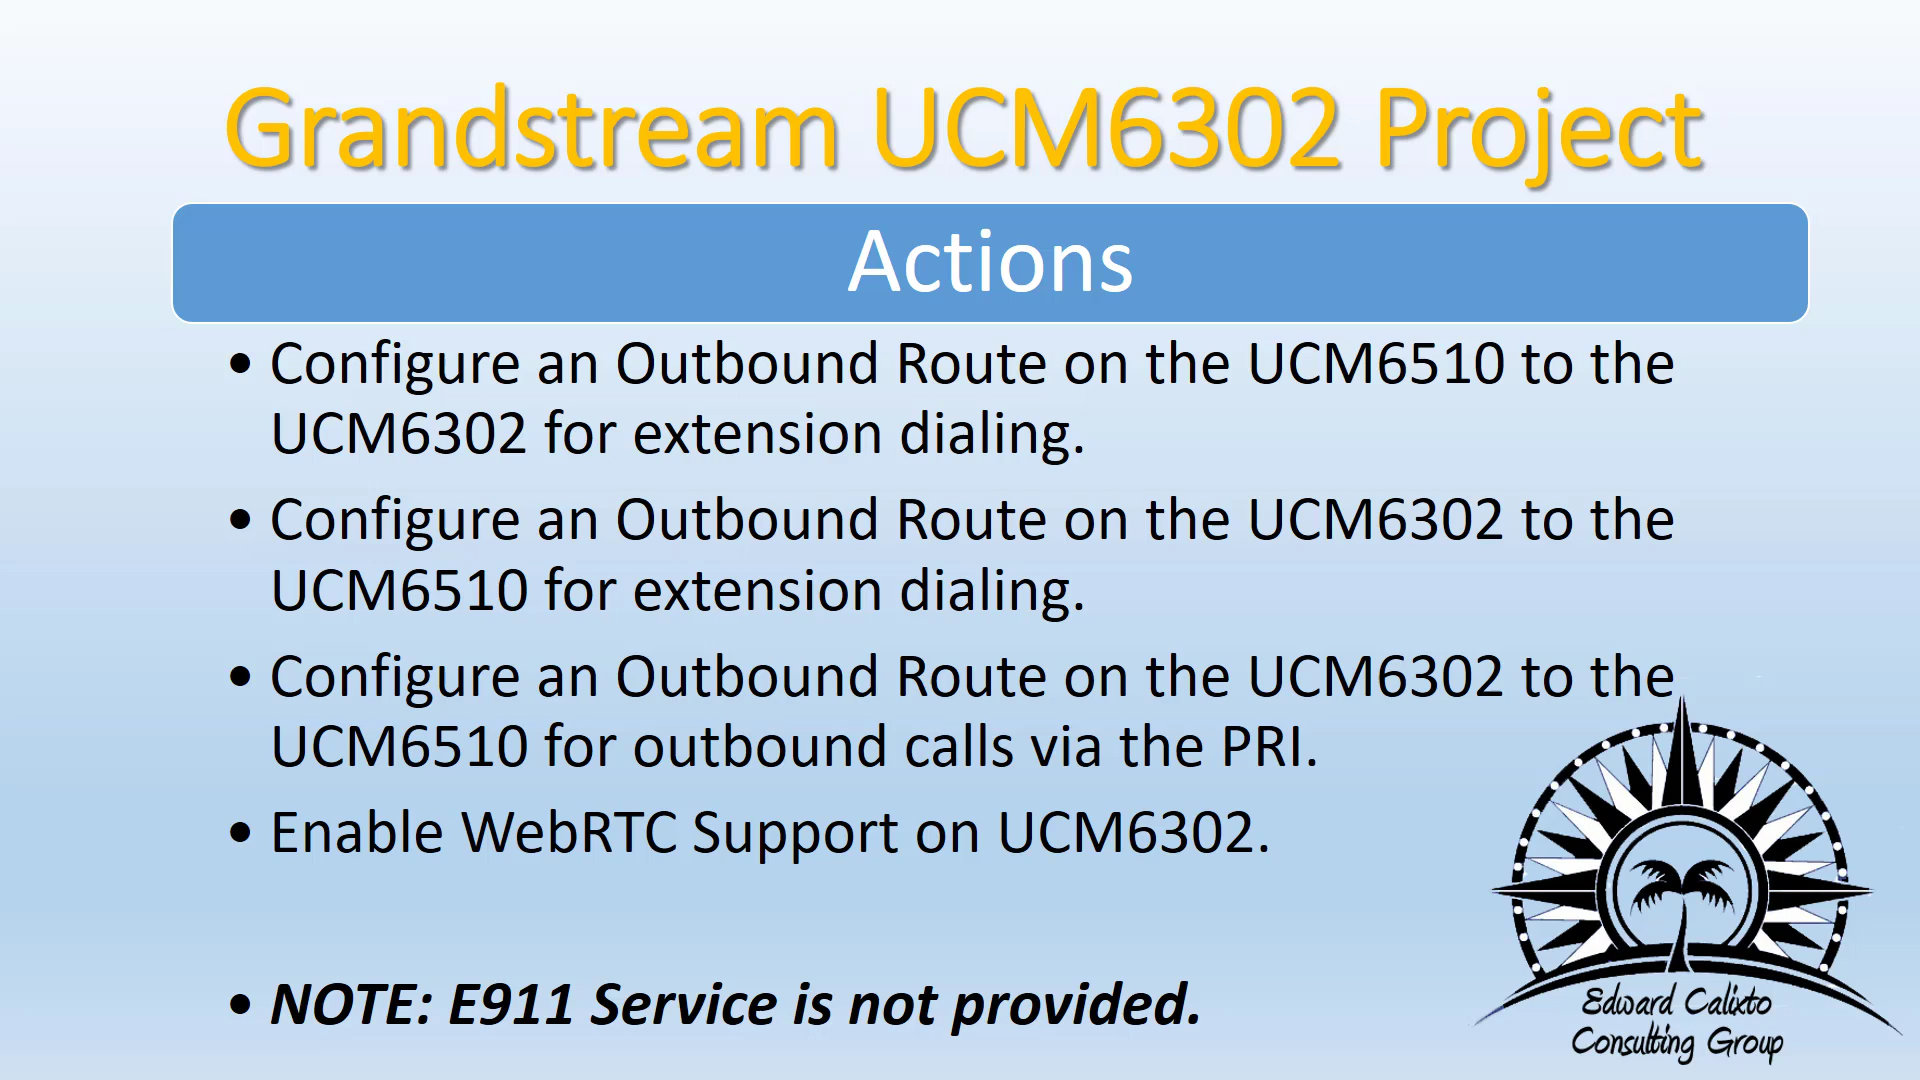 Grandstream UCM6302 Project
Actions
• Configure an Outbound Route on the UCM6510 to the
UCM6302 for extension dialing.
• Configure an Outbound Route on the UCM6302 to the
UCM6510 for extension dialing.
• Configure an Outbound Route on the UCM6302 to the
UCM6510 for outbound calls via the PRI.
• Enable WebRTC Support on UCM6302.
• NOTE: E911 Service is not provided.
Edward Calixto
Consulting Group